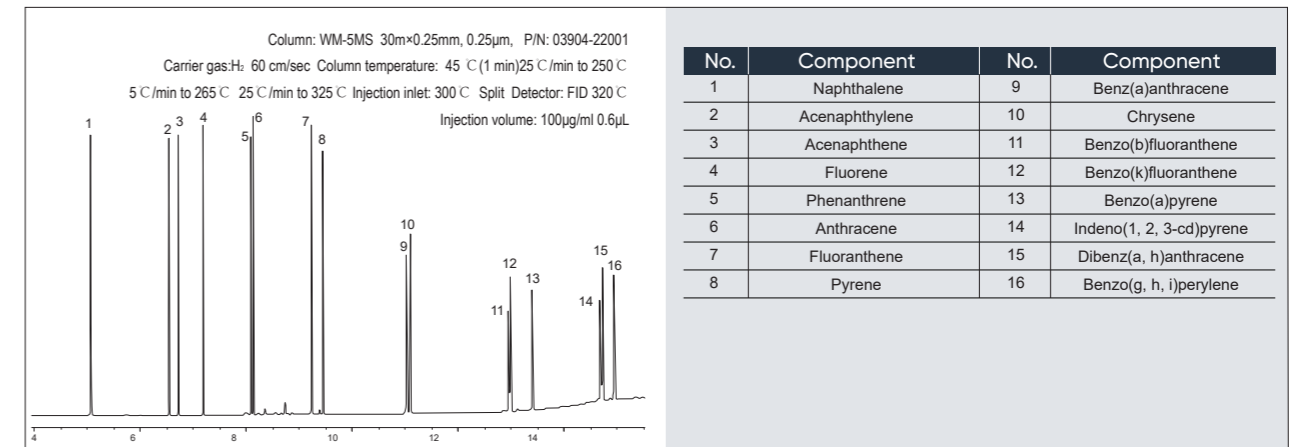 Column: WM-5MS 30m×0.25mm, 0.25μm, P/N: 03904-22001
Carrier gas:H₂ 60 cm/sec Column temperature: 45 ℃(1 min)25℃/min to 250℃
5℃/min to 265℃ 25℃/min to 325℃ Injection inlet: 300℃ Split Detector: FID 320℃
Injection volume: 100μg/ml 0.6μL
1 2 3 4 5 6 7 8 9 10 11 12 13 14 15 16
4 6 8 10 12 14
No. Component No. Component
1 Naphthalene 9 Benz(a)anthracene
2 Acenaphthylene 10 Chrysene
3 Acenaphthene 11 Benzo(b)fluoranthene
4 Fluorene 12 Benzo(k)fluoranthene
5 Phenanthrene 13 Benzo(a)pyrene
6 Anthracene 14 Indeno(1, 2, 3-cd)pyrene
7 Fluoranthene 15 Dibenz(a, h)anthracene
8 Pyrene 16 Benzo(g, h, i)perylene